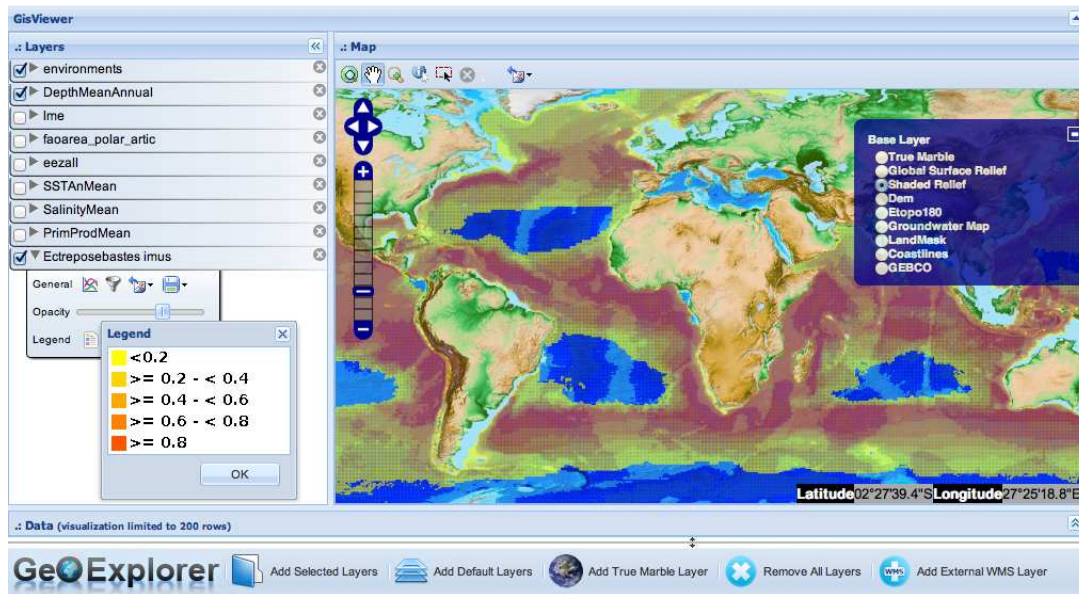 GisViewer
.: Layers
environments
DepthMeanAnnual
lme
faoarea_polar_artic
eezall
SSTAnMean
SalinityMean
PrimProdMean
Ectreposebastes imus
General
Opacity
Legend
Legend
<0.2
>= 0.2 - < 0.4
>= 0.4 - < 0.6
>= 0.6 - < 0.8
>= 0.8
OK
.: Map
Base Layer
True Marble
Global Surface Relief
Shaded Relief
Dem
Etopo180
Groundwater Map
LandMask
Coastlines
GEBCO
Latitude02°27'39.4"S Longitude27°25'18.8"E
.: Data (visualization limited to 200 rows)
GeoExplorer
Add Selected Layers
Add Default Layers
Add True Marble Layer
Remove All Layers
WMS
Add External WMS Layer